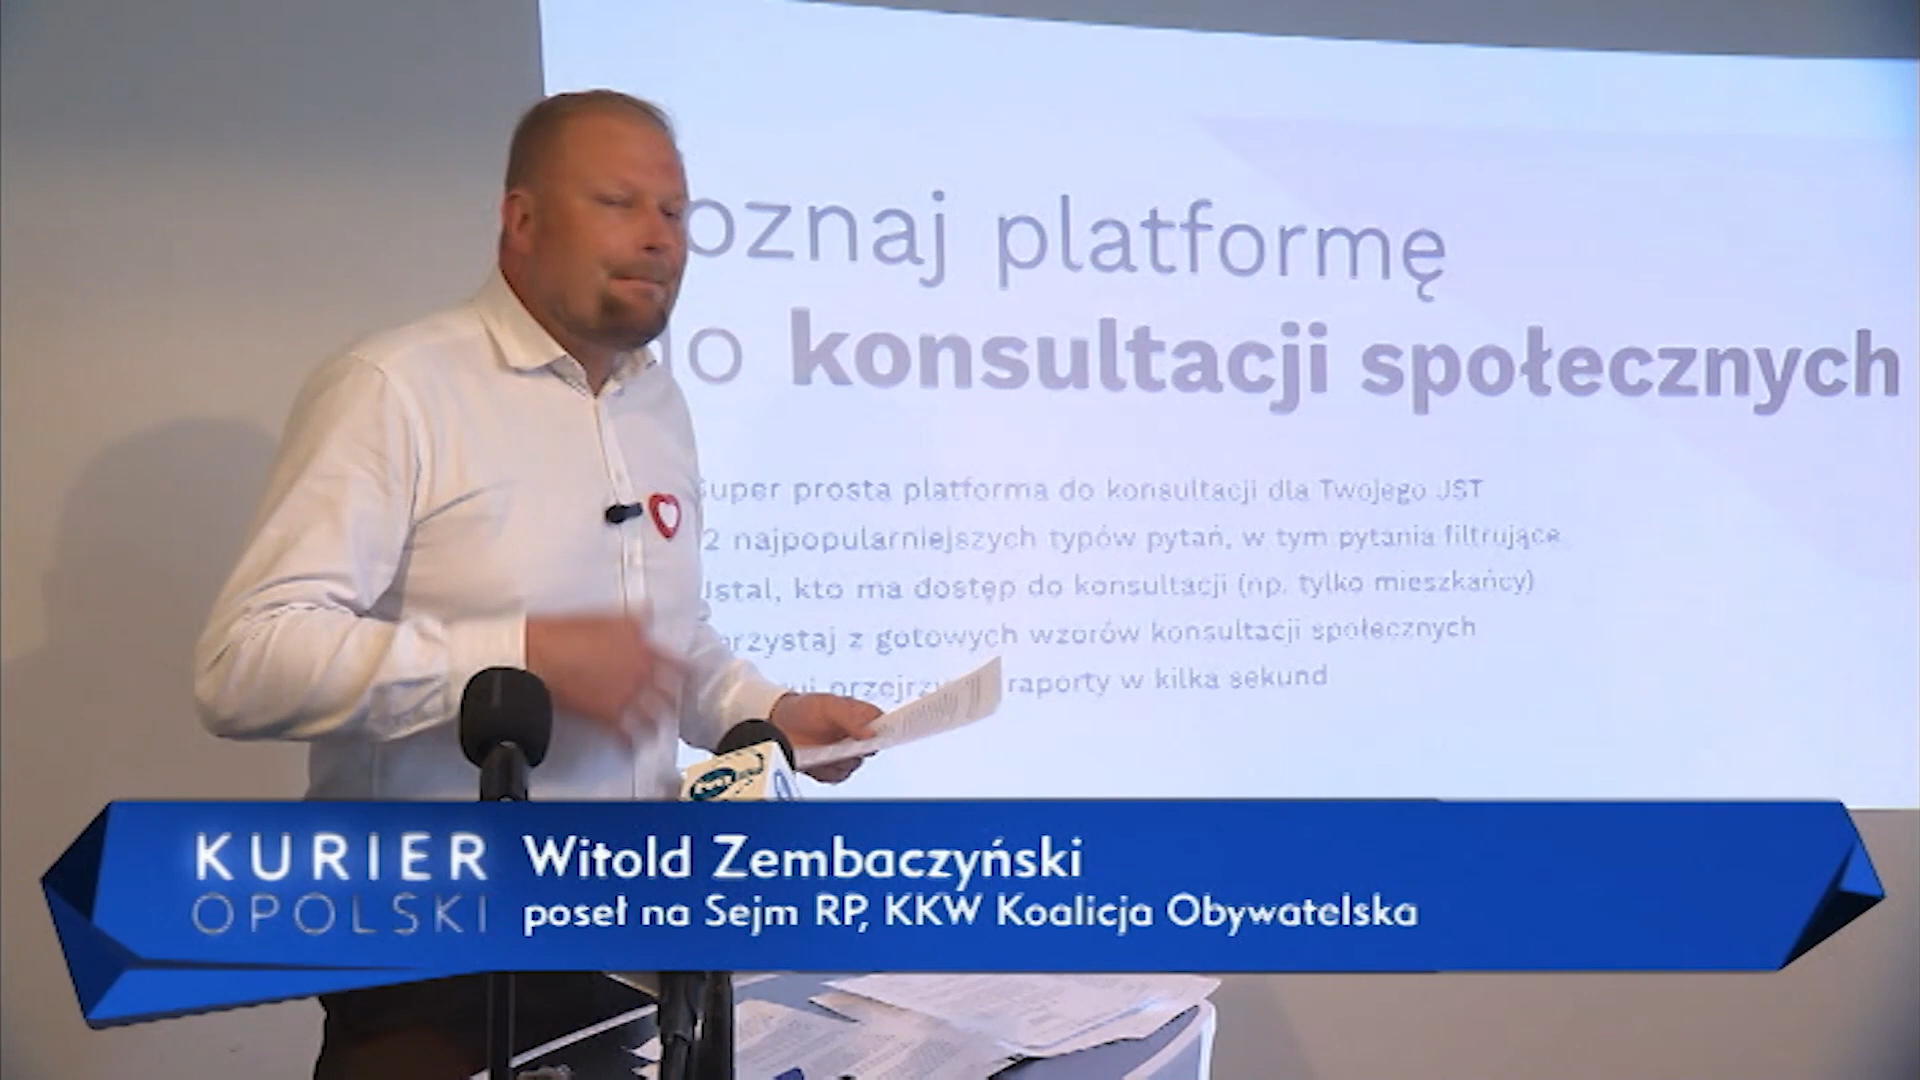 oznaj platformę
do konsultacji społecznych
Super prosta platforma do konsultacji dla Twojego JST
2 najpopularniejszych typów pytań, w tym pytania filtrujące
Ustal, kto ma dostęp do konsultacji (np. tylko mieszkańcy)
orzystaj z gotowych wzorów konsultacji społecznych
raporty w kilka sekund
KURIER
OPOLSKI
Witold Zembaczyński
poseł na Sejm RP, KKW Koalicja Obywatelska